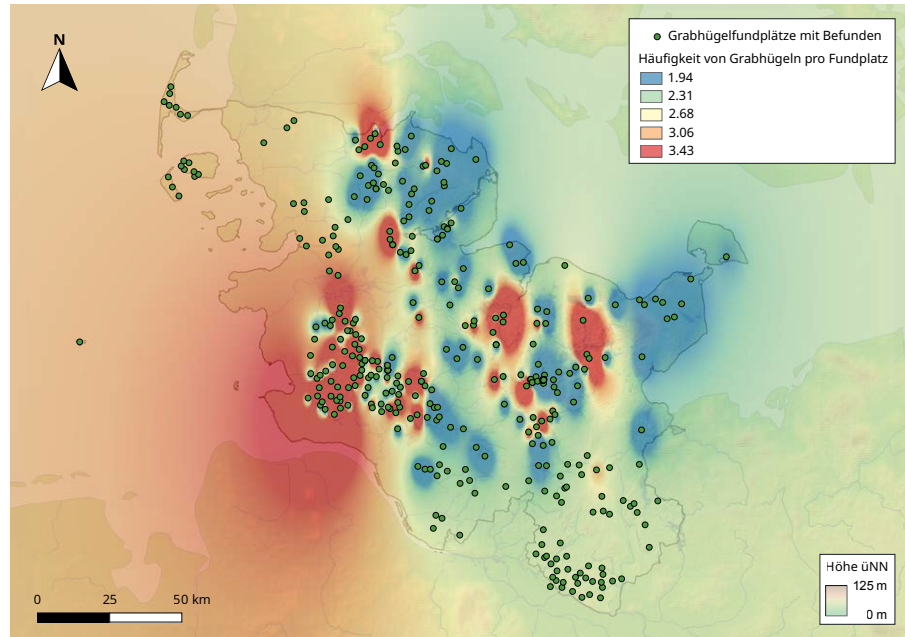 N
Grabhügelfundplätze mit Befunden
Häufigkeit von Grabhügeln pro Fundplatz
1.94
2.31
2.68
3.06
3.43
0 25 50 km
Höhe üNN
125 m
0 m